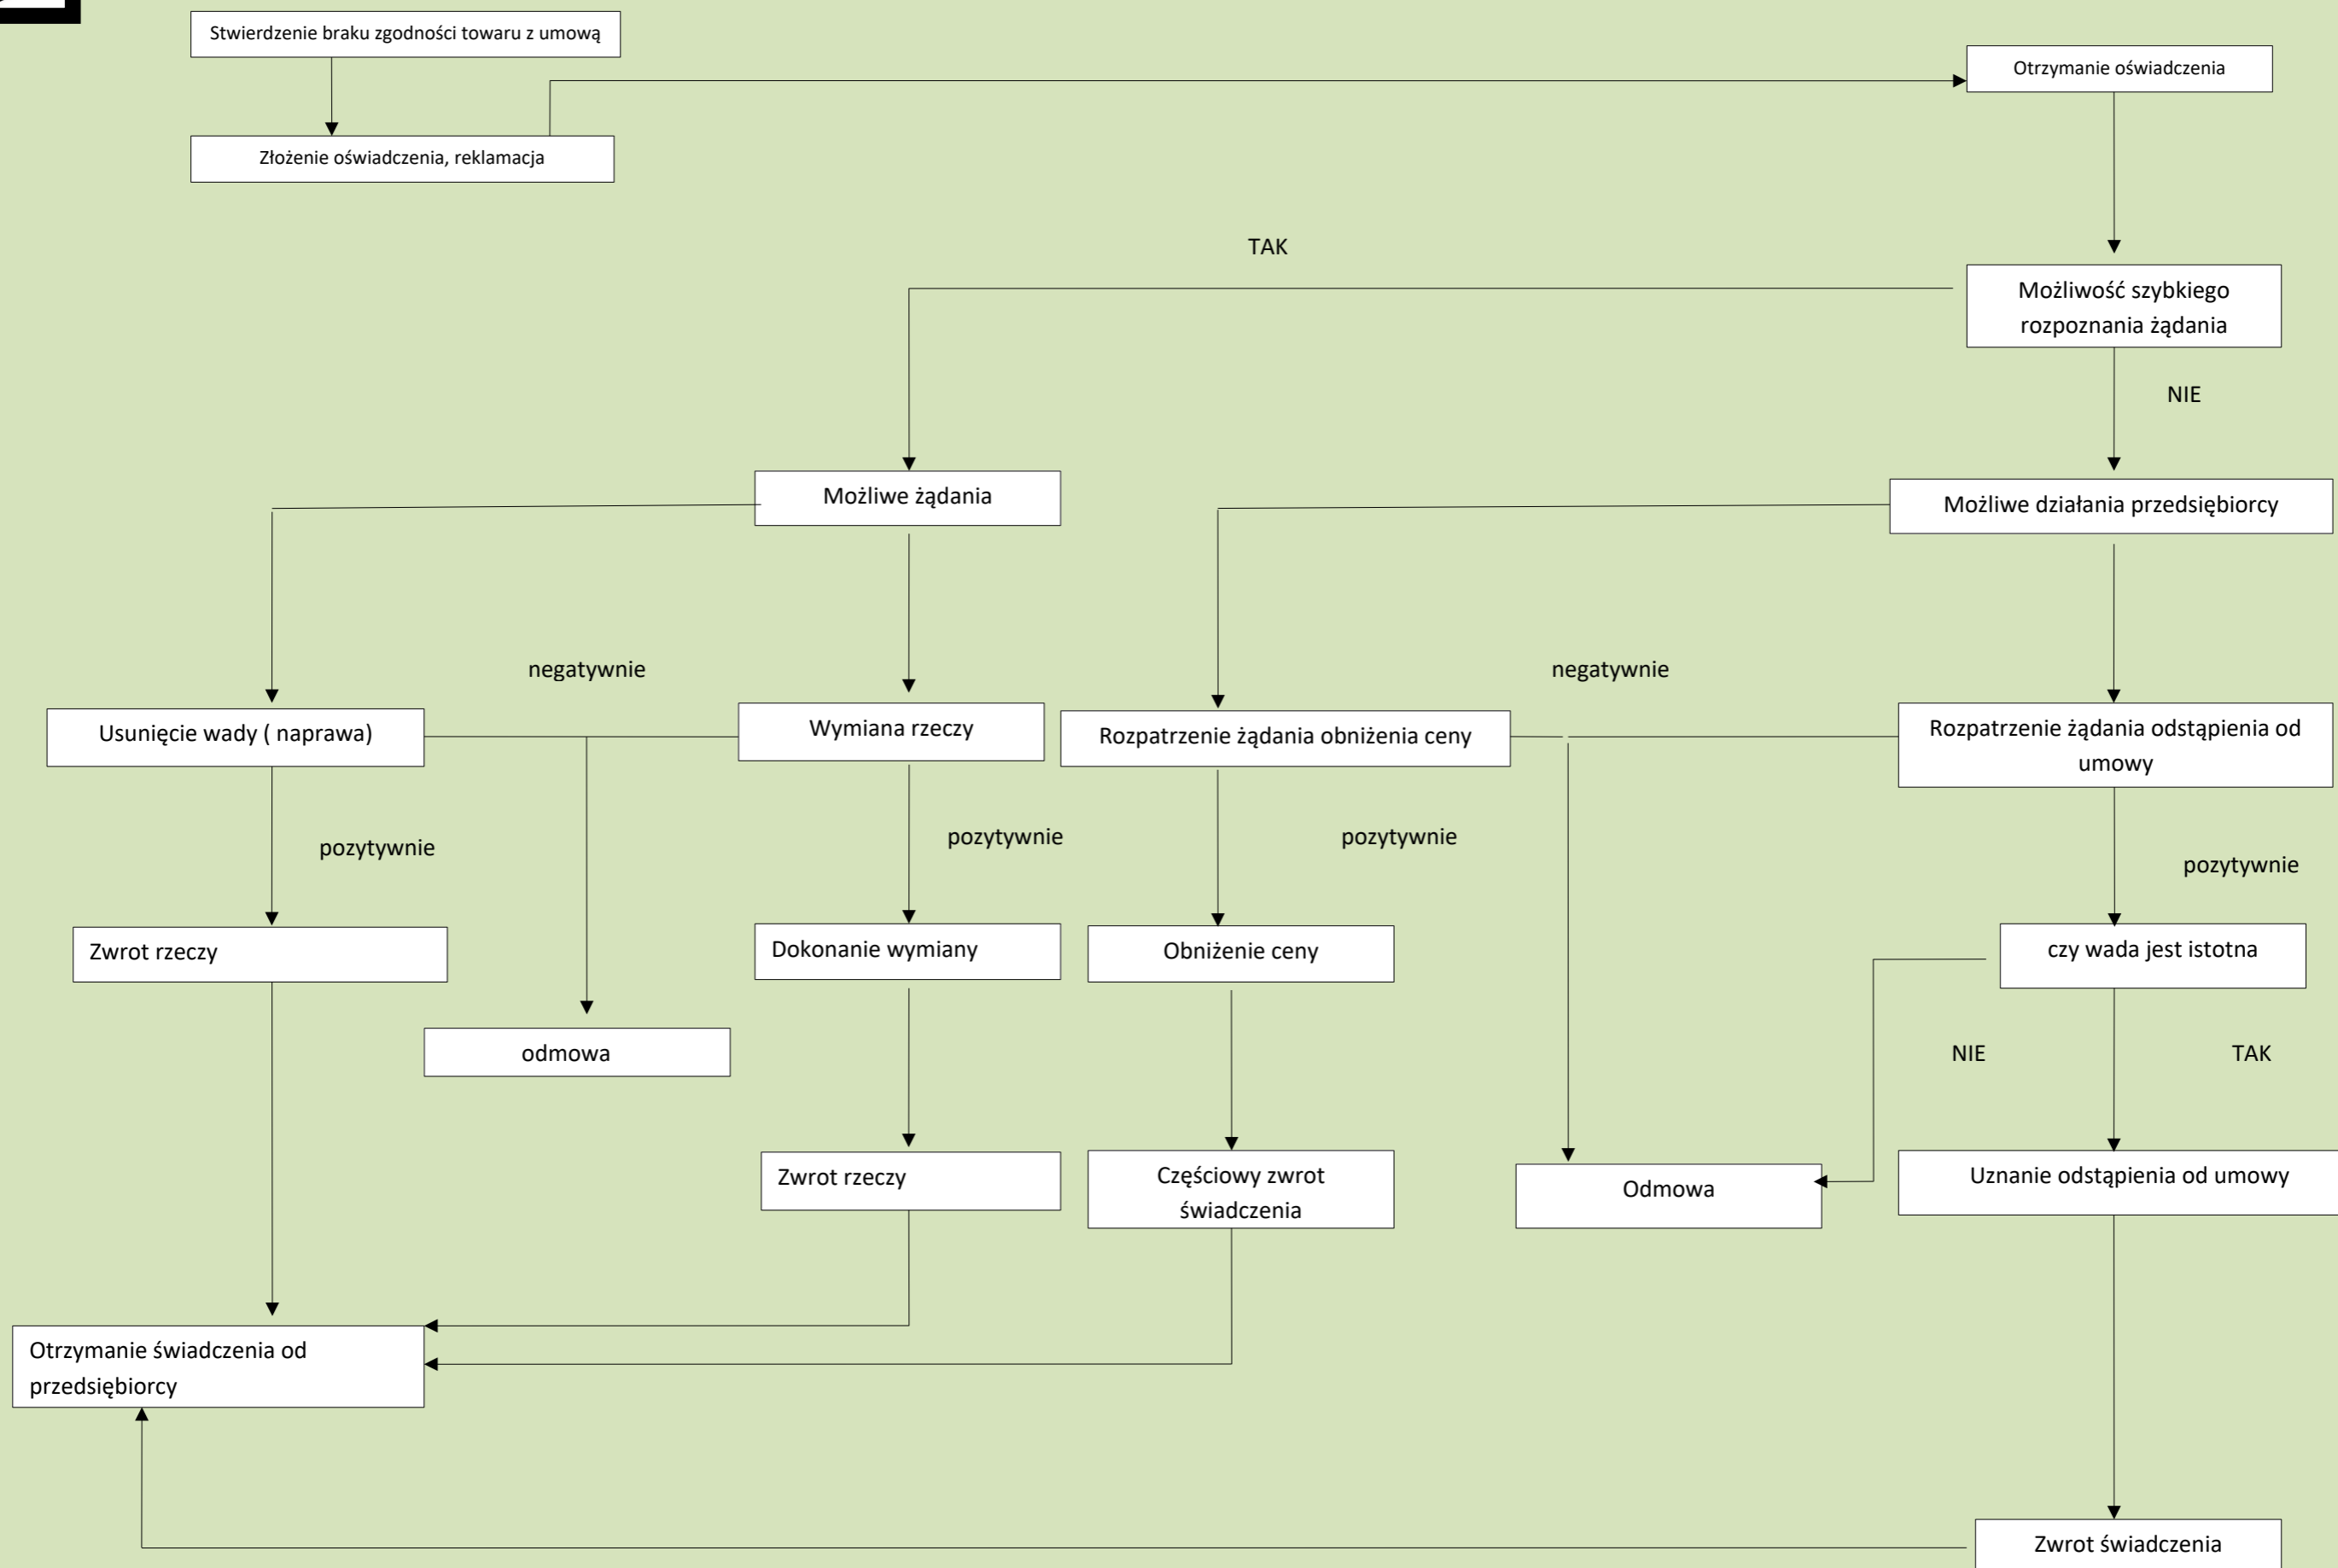 Stwierdzenie braku zgodności towaru z umową
Otrzymanie oświadczenia
Złożenie oświadczenia, reklamacja
TAK
Możliwość szybkiego
rozpoznania żądania
NIE
Możliwe żądania
Możliwe działania przedsiębiorcy
negatywnie
negatywnie
Usunięcie wady ( naprawa)
Wymiana rzeczy
Rozpatrzenie żądania obniżenia ceny
Rozpatrzenie żądania odstąpienia od
umowy
pozytywnie
pozytywnie
pozytywnie
pozytywnie
Zwrot rzeczy
Dokonanie wymiany
Obniżenie ceny
czy wada jest istotna
odmowa
NIE
TAK
Zwrot rzeczy
Częściowy zwrot
świadczenia
Odmowa
Uznanie odstąpienia od umowy
Otrzymanie świadczenia od
przedsiębiorcy
Zwrot świadczenia